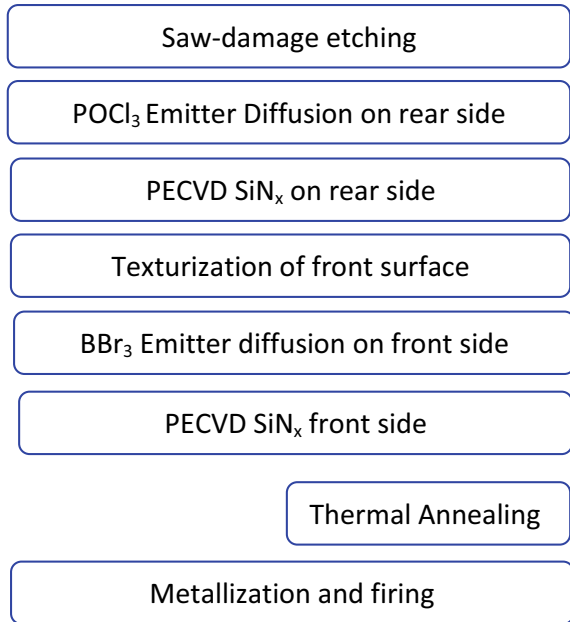 Saw-damage etching
POCl₃ Emitter Diffusion on rear side
PECVD SiNₓ on rear side
Texturization of front surface
BBr₃ Emitter diffusion on front side
PECVD SiNₓ front side
Thermal Annealing
Metallization and firing